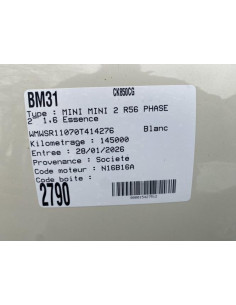 CK850CG
BM31
Type : MINI MINI 2 R56 PHASE
2 1.6 Essence
WMWSR11070T414276 Blanc
Kilometrage : 145000
Entree : 28/01/2026
Provenance : Societe
Code moteur : N16B16A
Code boite :
2790